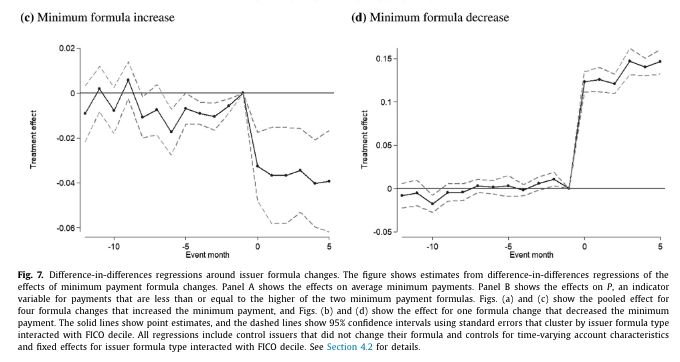 (c) Minimum formula increase
(d) Minimum formula decrease
0.02
0
-0.02
-0.04
-0.06
Treatment effect
-10
-5
0
5
Event month
0.15
0.1
0.05
0
-0.05
Treatment effect
-10
-5
0
5
Event month
Fig. 7. Difference-in-differences regressions around issuer formula changes. The figure shows estimates from difference-in-differences regressions of the
effects of minimum payment formula changes. Panel A shows the effects on average minimum payments. Panel B shows the effects on P, an indicator
variable for payments that are less than or equal to the higher of the two minimum payment formulas. Figs. (a) and (c) show the pooled effect for
four formula changes that increased the minimum payment, and Figs. (b) and (d) show the effect for one formula change that decreased the minimum
payment. The solid lines show point estimates, and the dashed lines show 95% confidence intervals using standard errors that cluster by issuer formula type
interacted with FICO decile. All regressions include control issuers that did not change their formula and controls for time-varying account characteristics
and fixed effects for issuer formula type interacted with FICO decile. See Section 4.2 for details.